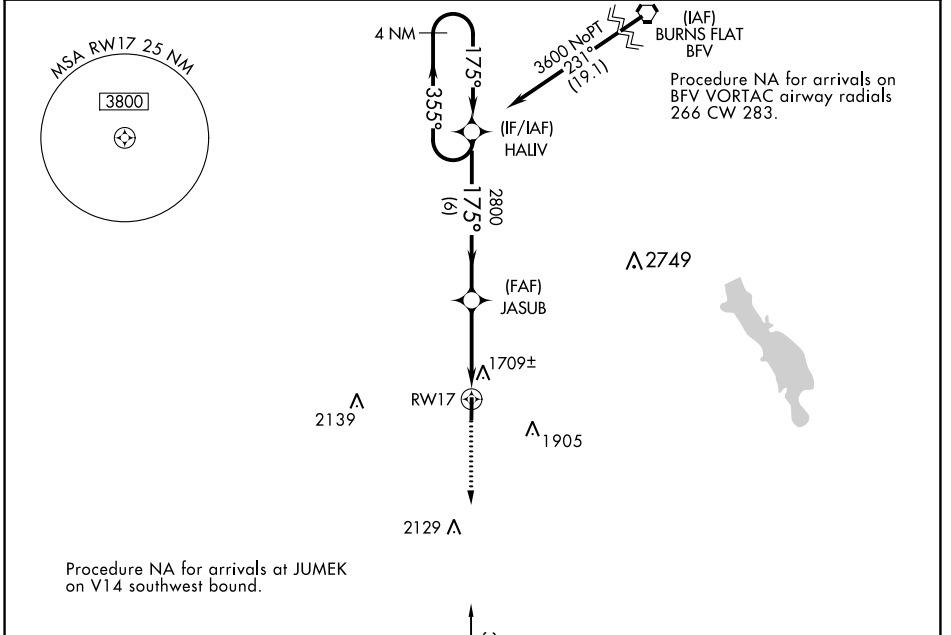 MSA RW17 25 NM
3800
4 NM
175°
355°
(IF/IAF)
HALIV
3600 NoPT
231°
(19.1)
(IAF)
BURNS FLAT
BFV
Procedure NA for arrivals on
BFV VORTAC airway radials
266 CW 283.
2800
175°
(6)
2749
(FAF)
JASUB
1709±
RW17
2139
1905
2129
Procedure NA for arrivals at JUMEK
on V14 southwest bound.